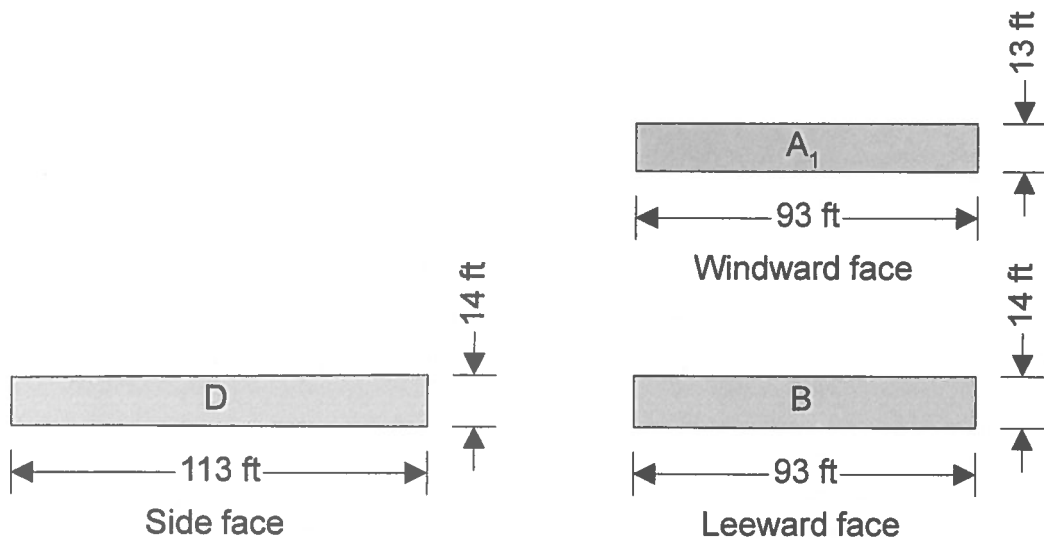 13 ft
A₁
93 ft
Windward face
14 ft
D
113 ft
Side face
14 ft
B
93 ft
Leeward face